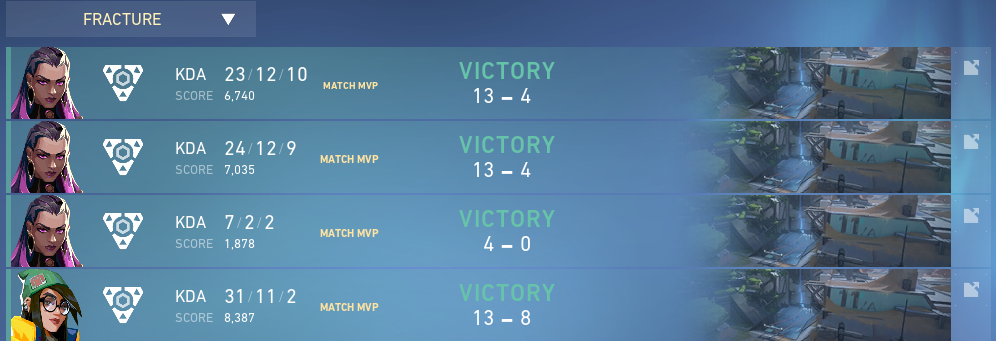 FRACTURE
KDA 23/12/10
SCORE 6,740
MATCH MVP
VICTORY
13 – 4
KDA 24/12/9
SCORE 7,035
MATCH MVP
VICTORY
13 – 4
KDA 7/2/2
SCORE 1,878
MATCH MVP
VICTORY
4 – 0
KDA 31/11/2
SCORE 8,387
MATCH MVP
VICTORY
13 – 8